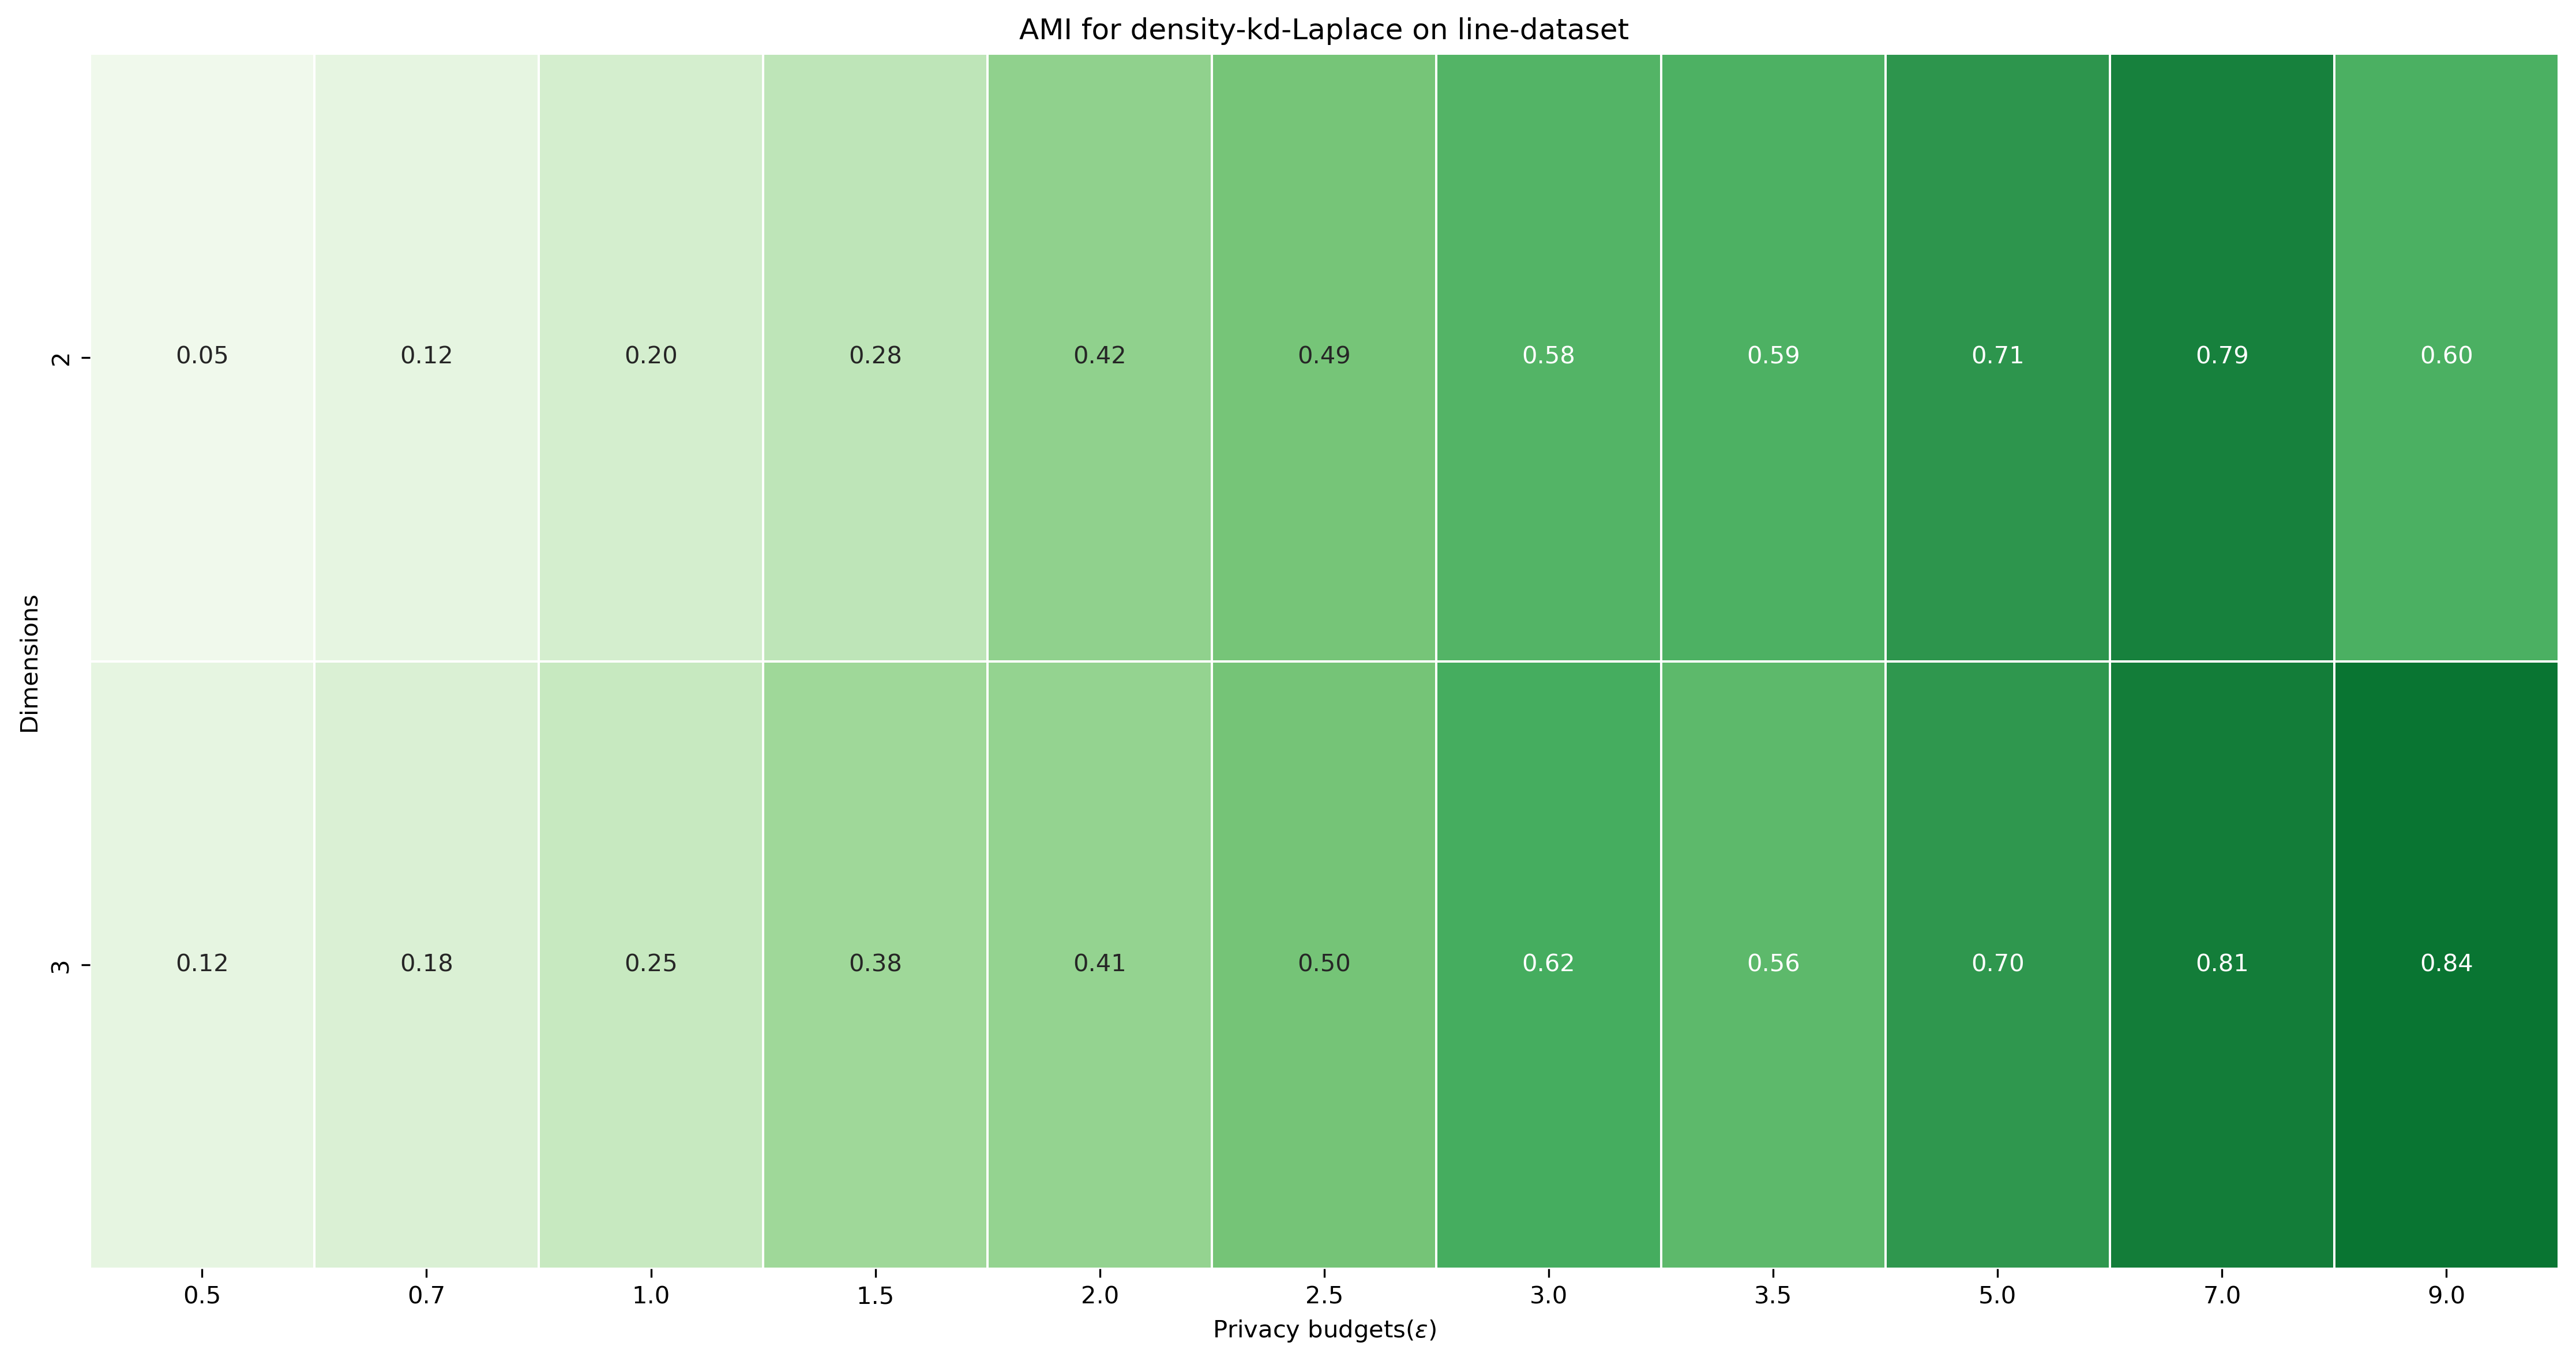 AMI for density-kd-Laplace on line-dataset
Dimensions
2
0.05 0.12 0.20 0.28 0.42 0.49 0.58 0.59 0.71 0.79 0.60
3
0.12 0.18 0.25 0.38 0.41 0.50 0.62 0.56 0.70 0.81 0.84
0.5 0.7 1.0 1.5 2.0 2.5 3.0 3.5 5.0 7.0 9.0
Privacy budgets(ε)